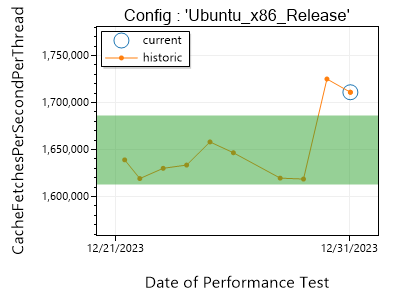 Config : 'Ubuntu_x86_Release'
CacheFetchesPerSecondPerThread
current
historic
1,750,000
1,700,000
1,650,000
1,600,000
12/21/2023
12/31/2023
Date of Performance Test